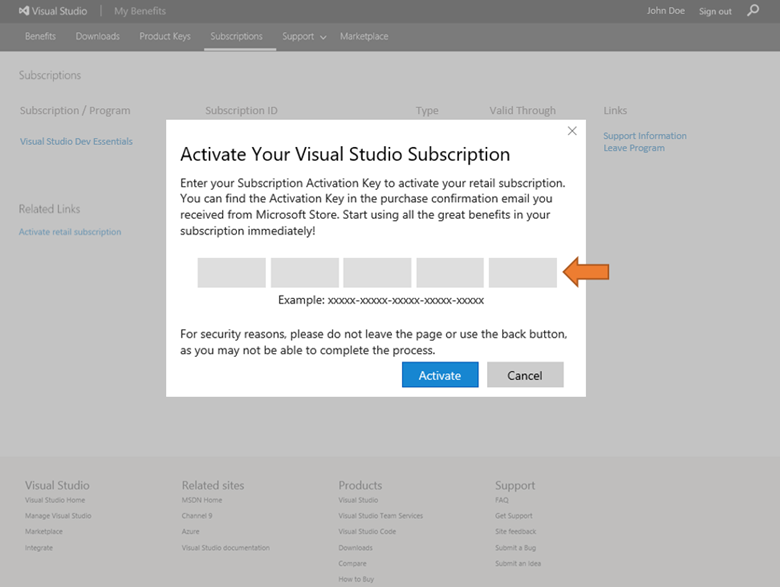 Visual Studio | My Benefits John Doe Sign out
Benefits Downloads Product Keys Subscriptions Support Marketplace
Subscriptions
Subscription / Program Subscription ID Type Valid Through Links
Visual Studio Dev Essentials
Support Information
Leave Program
Related Links
Activate retail subscription
Activate Your Visual Studio Subscription
Enter your Subscription Activation Key to activate your retail subscription.
You can find the Activation Key in the purchase confirmation email you
received from Microsoft Store. Start using all the great benefits in your
subscription immediately!
Example: xxxxx-xxxxx-xxxxx-xxxxx-xxxxx
For security reasons, please do not leave the page or use the back button,
as you may not be able to complete the process.
Activate Cancel
Visual Studio Related sites Products Support
Visual Studio Home MSDN Home Visual Studio FAQ
Manage Visual Studio Channel 9 Visual Studio Team Services Get Support
Marketplace Azure Visual Studio Code Site feedback
Integrate Visual Studio documentation Downloads Submit a Bug
Compare Submit an idea
How to Buy